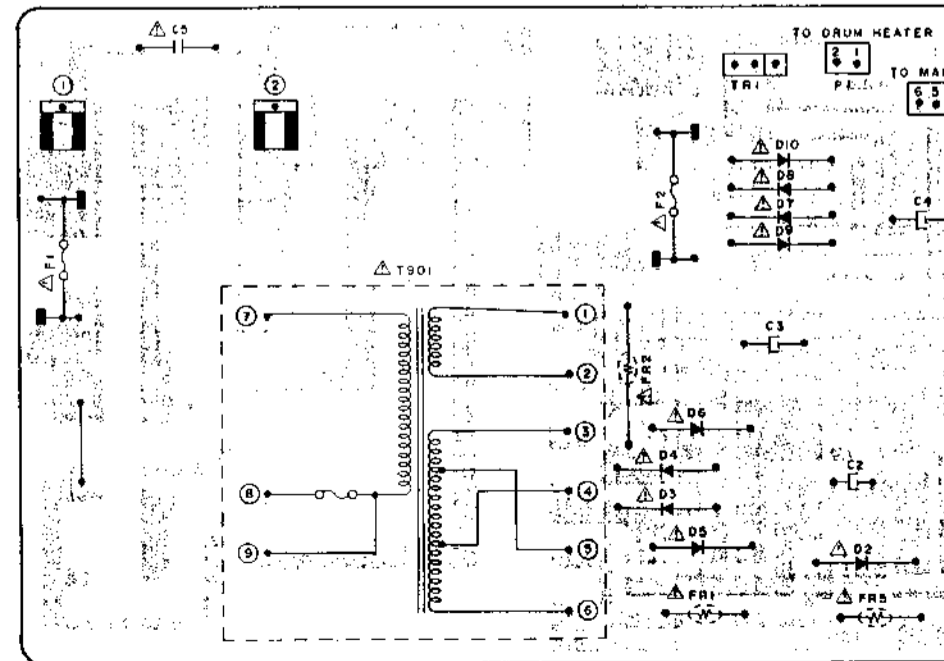 ⚠ C5
TO DRUM HEATER
2 1
TR1
P1
TO MAI
6 5
①
②
⚠ D10
⚠ D8
⚠ D7
⚠ D9
⚠ F2
C4
⚠ F1
⚠ T901
⑦
①
②
③
⑧
④
⑨
⑤
⑥
C3
⚠ FR2
⚠ D6
⚠ D4
C2
⚠ D3
⚠ D5
⚠ D2
⚠ FR1
⚠ FR5